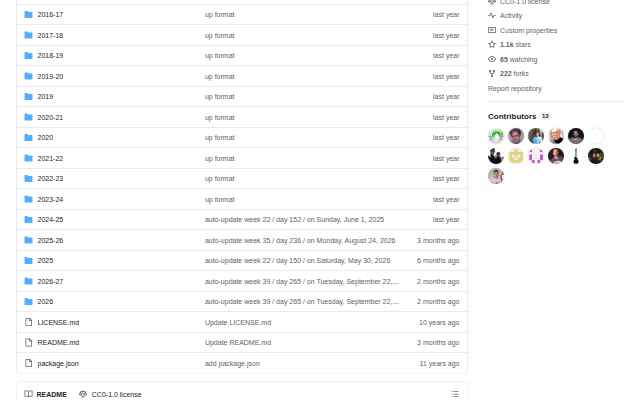 2016-17 up format last year
2017-18 up format last year
2018-19 up format last year
2019-20 up format last year
2019 up format last year
2020-21 up format last year
2020 up format last year
2021-22 up format last year
2022-23 up format last year
2023-24 up format last year
2024-25 auto-update week 22 / day 152 / on Sunday, June 1, 2025 last year
2025-26 auto-update week 35 / day 236 / on Monday, August 24, 2026 3 months ago
2025 auto-update week 22 / day 150 / on Saturday, May 30, 2026 6 months ago
2026-27 auto-update week 39 / day 265 / on Tuesday, September 22,... 2 months ago
2026 auto-update week 39 / day 265 / on Tuesday, September 22,... 2 months ago
LICENSE.md Update LICENSE.md 10 years ago
README.md Update README.md 3 months ago
package.json add package.json 11 years ago
README CC0-1.0 license
CC0-1.0 license
Activity
Custom properties
1.1k stars
65 watching
222 forks
Report repository
Contributors 13